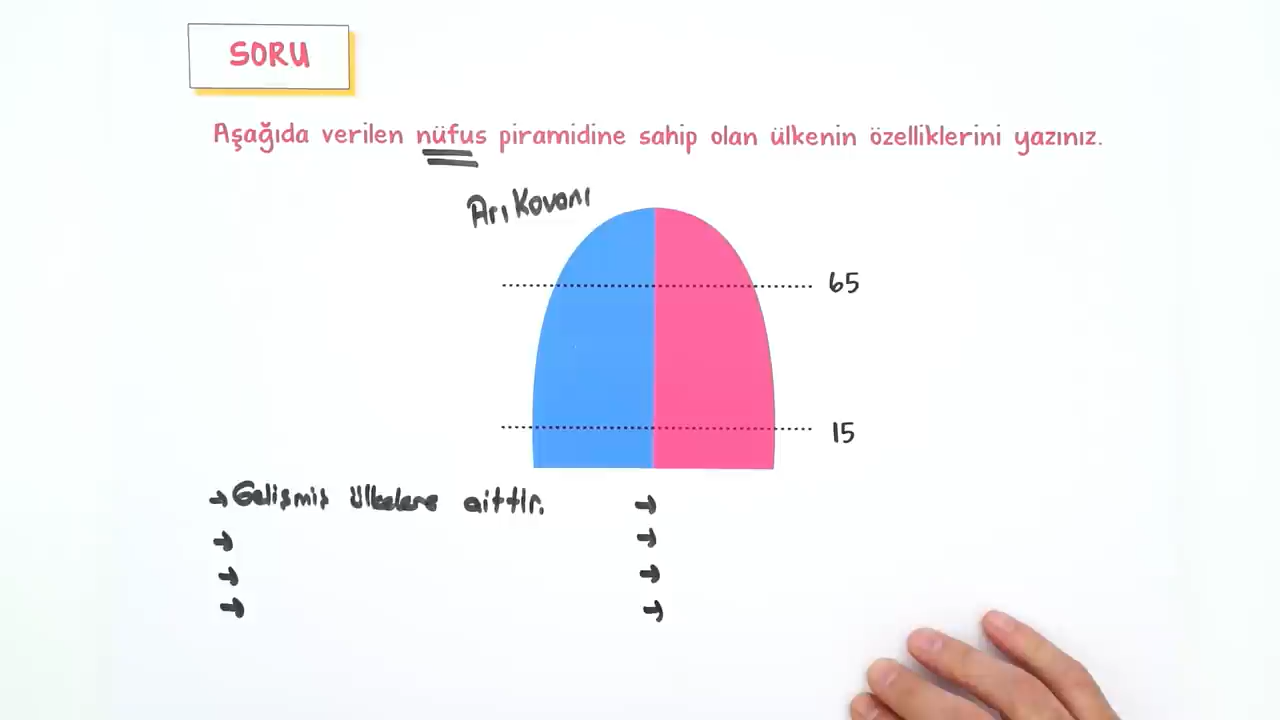 SORU
Aşağıda verilen nüfus piramidine sahip olan ülkenin özelliklerini yazınız.
Arı Kovanı
65
15
→ Gelişmiş ülkelere aittir.
→
→
→
→
→
→
→